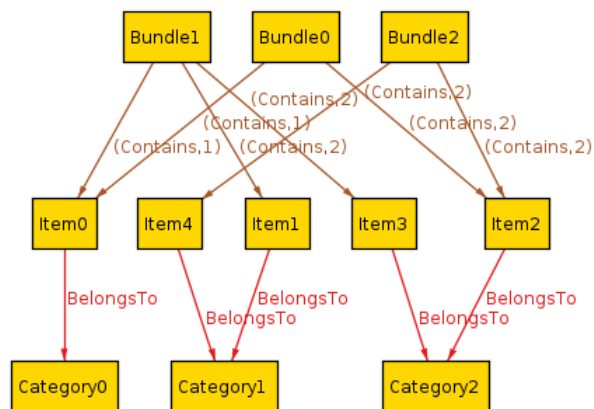 Bundle1
Bundle0
Bundle2
(Contains,2)
(Contains,2)
(Contains,1)
(Contains,2)
(Contains,1)
(Contains,2)
(Contains,2)
Item0
Item4
Item1
Item3
Item2
BelongsTo
BelongsTo
BelongsTo
BelongsTo
BelongsTo
Category0
Category1
Category2